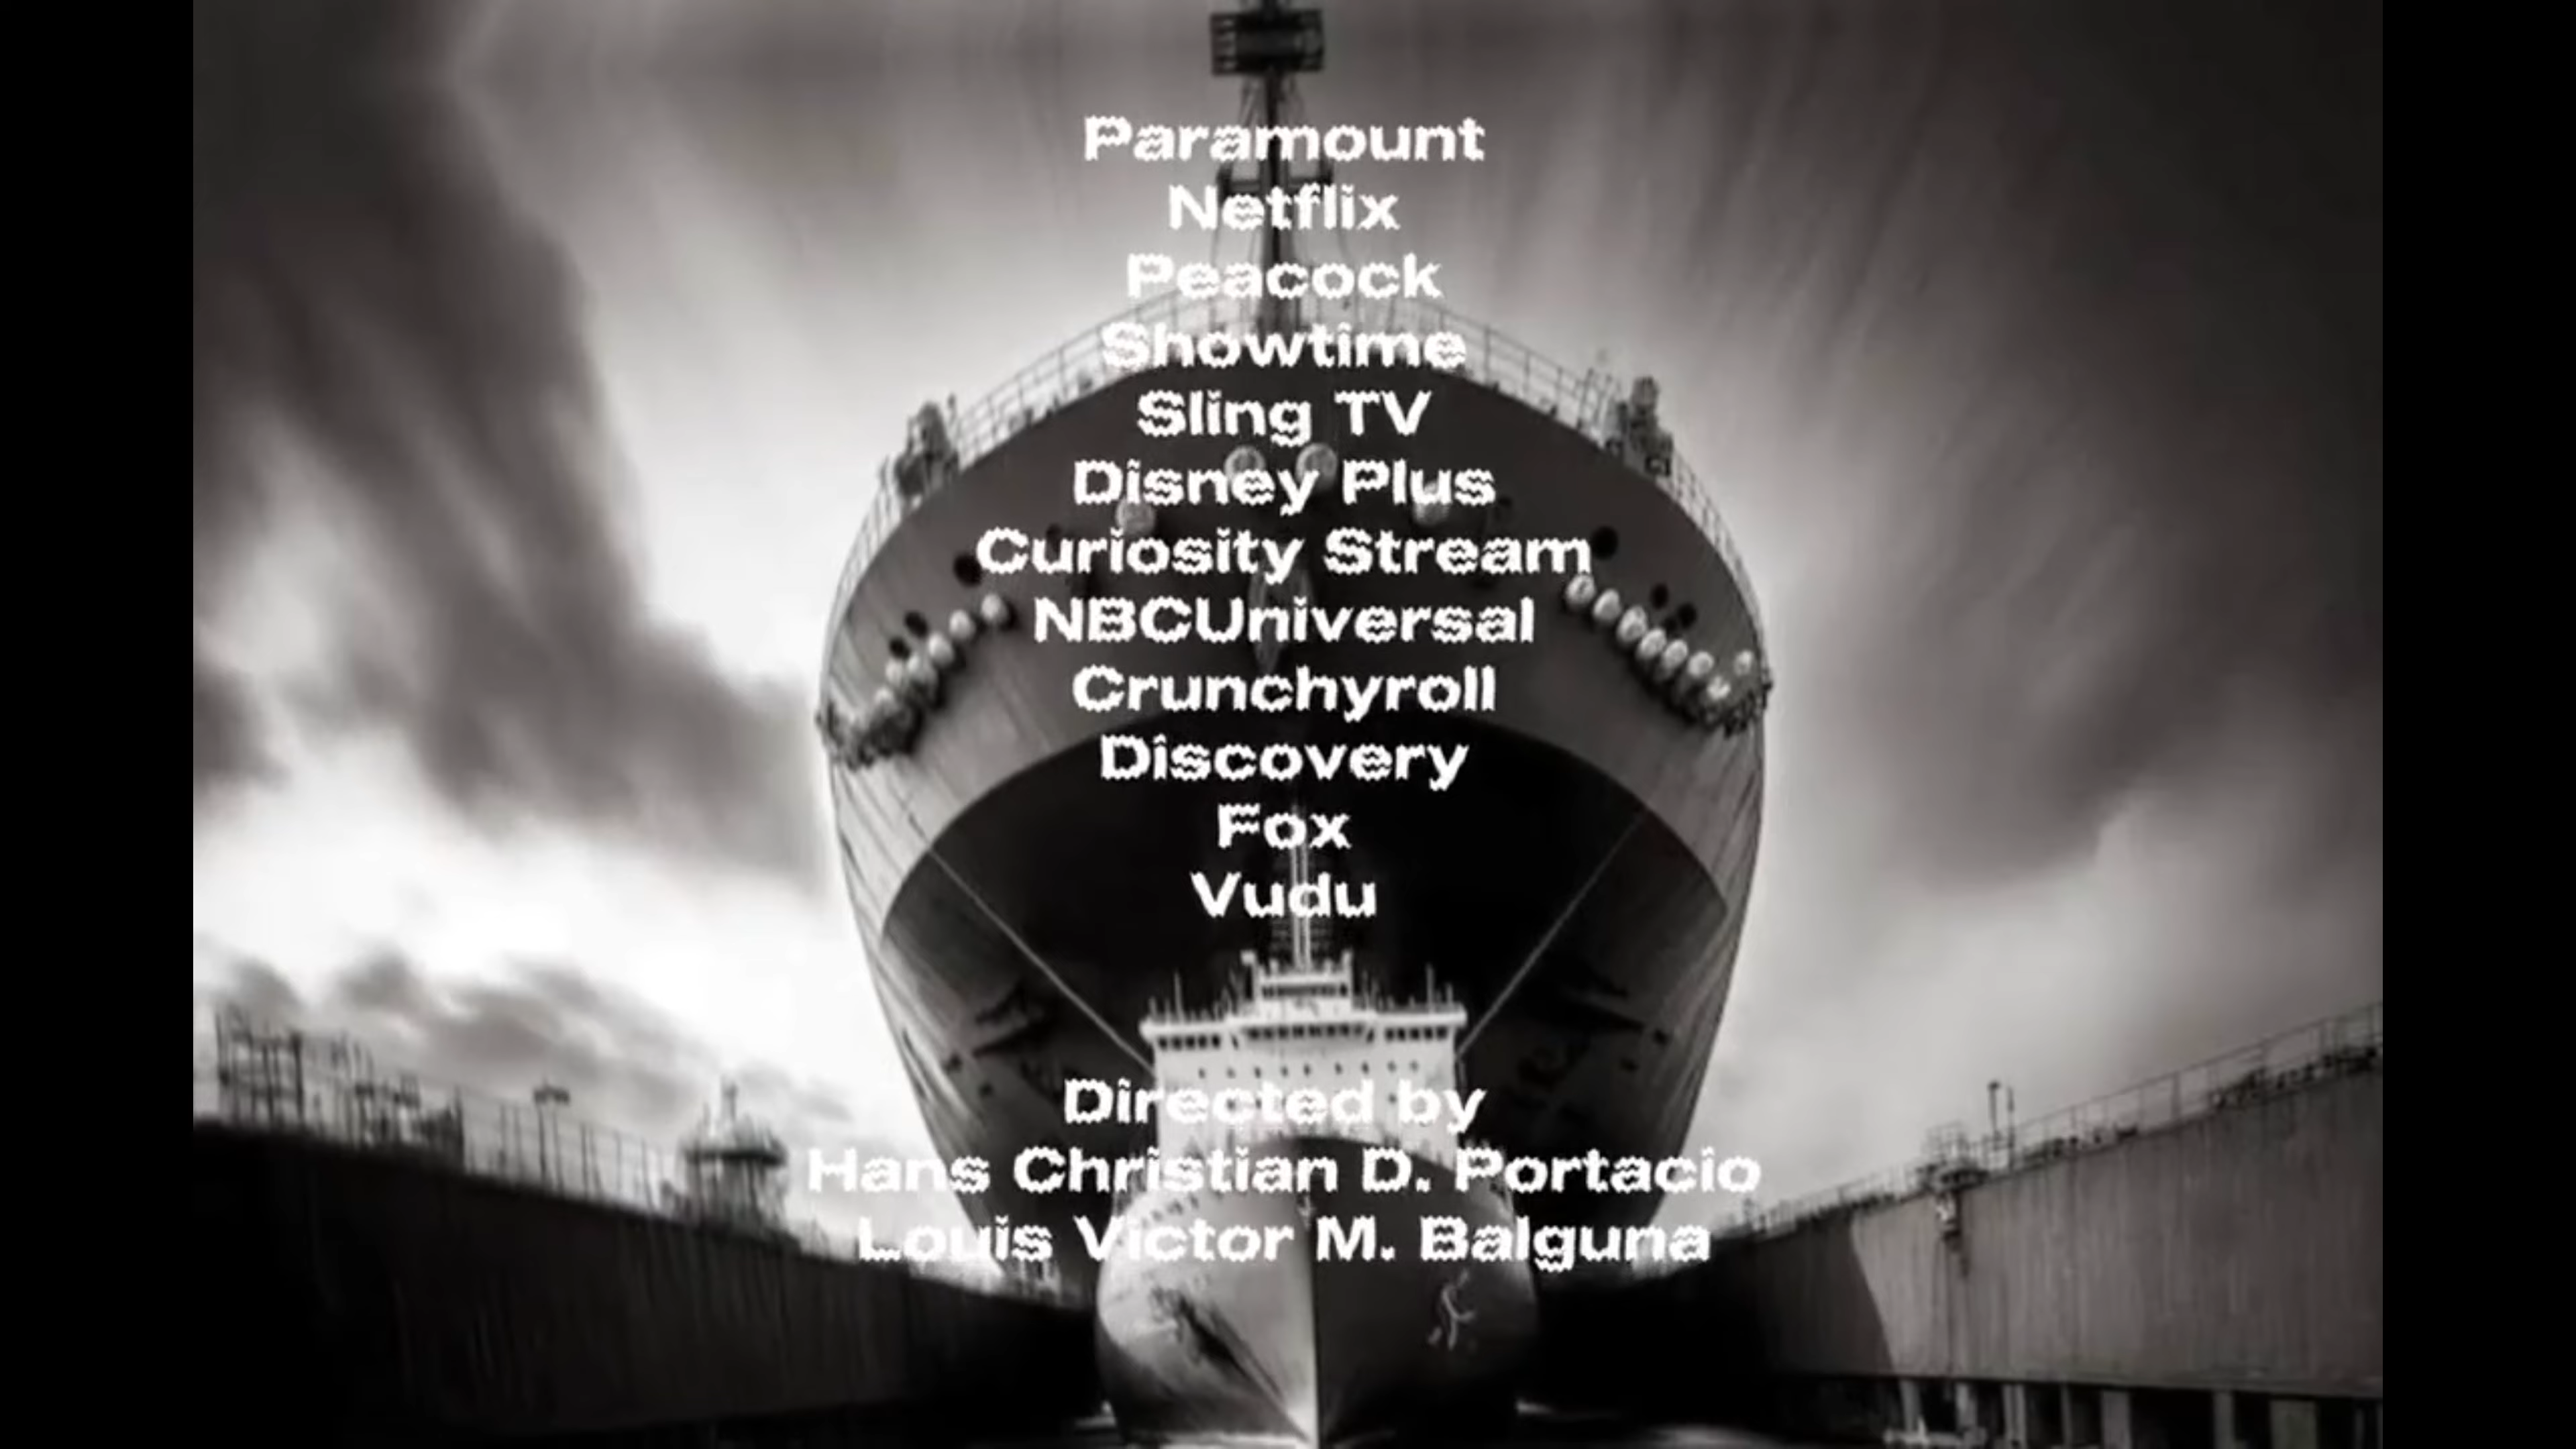 Paramount
Netflix
Peacock
Showtime
Sling TV
Disney Plus
Curiosity Stream
NBCUniversal
Crunchyroll
Discovery
Fox
Vudu
Directed by
Hans Christian D. Portacio
Louis Victor M. Balguna